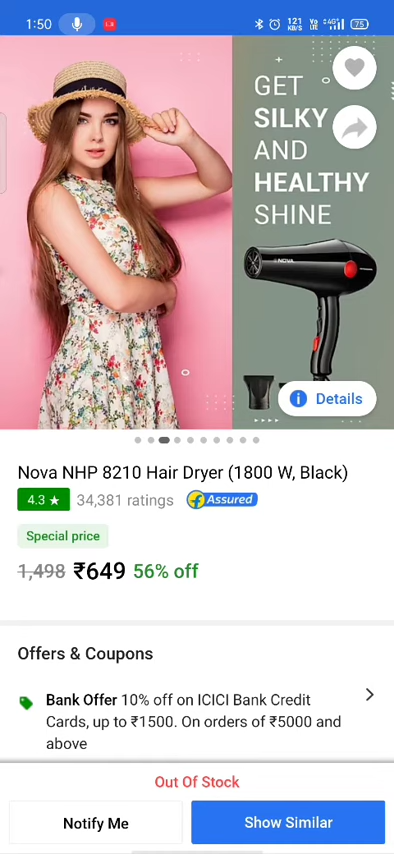 1:50
121
KB/S
4G
75
GET
SILKY
AND
HEALTHY
SHINE
NOVA
Details
Nova NHP 8210 Hair Dryer (1800 W, Black)
4.3 ★ 34,381 ratings Assured
Special price
1,498 ₹649 56% off
Offers & Coupons
Bank Offer 10% off on ICICI Bank Credit
Cards, up to ₹1500. On orders of ₹5000 and
above
Out Of Stock
Notify Me
Show Similar